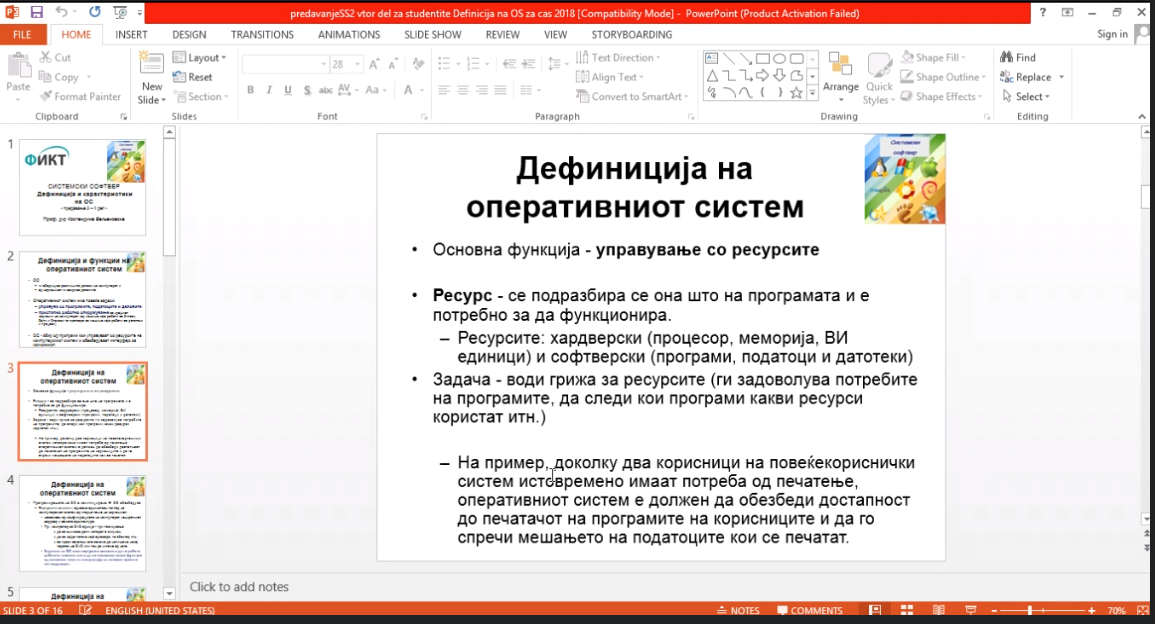 predavanjeSS2 vtor del za studentite Definicija na OS za cas 2018 [Compatibility Mode] - PowerPoint (Product Activation Failed)
FILE HOME INSERT DESIGN TRANSITIONS ANIMATIONS SLIDE SHOW REVIEW VIEW STORYBOARDING Sign in
Cut
Copy
Format Painter
Paste
Clipboard
New
Slide
Layout
Reset
Section
Slides
28
Font
Text Direction
Align Text
Convert to SmartArt
Paragraph
Arrange
Quick
Styles
Shape Fill
Shape Outline
Shape Effects
Drawing
Find
Replace
Select
Editing
1
ФИКТ
СИСТЕМСКИ СОФТВЕР
Дефиниција и карактеристики
на ОС
2
Дефиниција и функции на
оперативниот систем
3
Дефиниција на
оперативниот систем
4
Дефиниција на
оперативниот систем
5
Дефиниција на
Дефиниција на
оперативниот систем
Системски
софтвер
• Основна функција - управување со ресурсите
• Ресурс - се подразбира се она што на програмата и е
потребно за да функционира.
– Ресурсите: хардверски (процесор, меморија, ВИ
единици) и софтверски (програми, податоци и датотеки)
• Задача - води грижа за ресурсите (ги задоволува потребите
на програмите, да следи кои програми какви ресурси
користат итн.)
– На пример, доколку два корисници на повеќекориснички
систем истовремено имаат потреба од печатење,
оперативниот систем е должен да обезбеди достапност
до печатачот на програмите на корисниците и да го
спречи мешањето на податоците кои се печатат.
Click to add notes
SLIDE 3 OF 16 ENGLISH (UNITED STATES) NOTES COMMENTS 70%